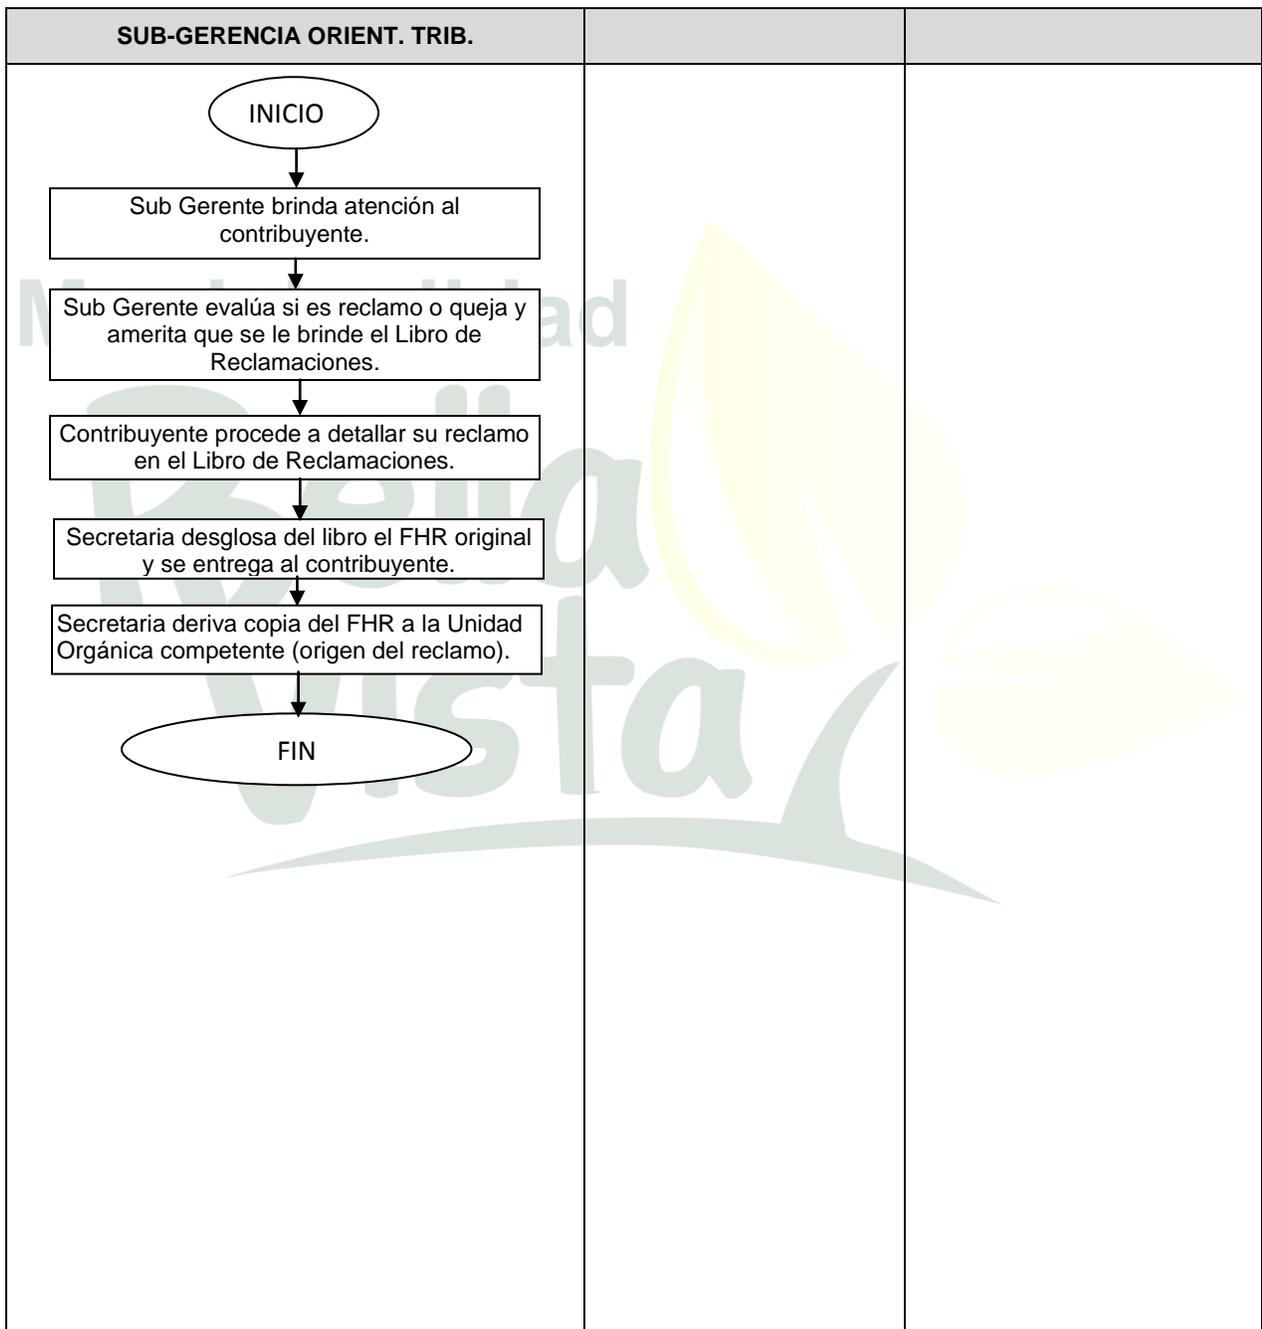 SUB-GERENCIA ORIENT. TRIB.
INICIO
Sub Gerente brinda atención al
contribuyente.
Sub Gerente evalúa si es reclamo o queja y
amerita que se le brinde el Libro de
Reclamaciones.
Contribuyente procede a detallar su reclamo
en el Libro de Reclamaciones.
Secretaria desglosa del libro el FHR original
y se entrega al contribuyente.
Secretaria deriva copia del FHR a la Unidad
Orgánica competente (origen del reclamo).
FIN
Bella
Vista